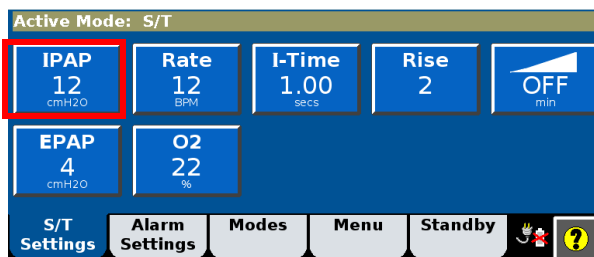 Active Mode: S/T
IPAP Rate I-Time Rise
12 12 1.00 2 OFF
cmH2O BPM secs min
EPAP O2
4 22
cmH2O %
S/T Alarm Modes Menu Standby
Settings Settings
?